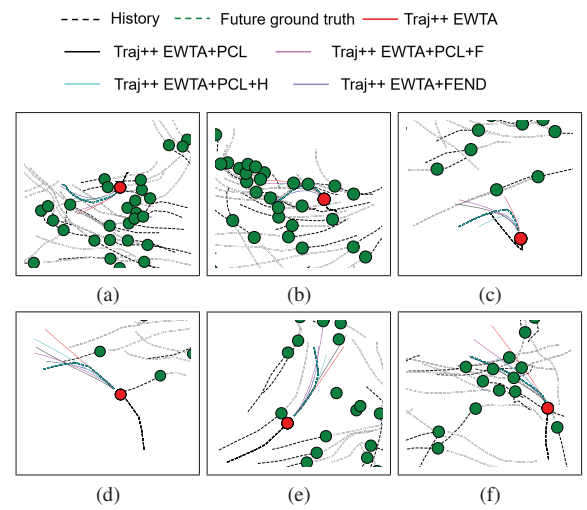 History Future ground truth Traj++ EWTA
Traj++ EWTA+PCL Traj++ EWTA+PCL+F
Traj++ EWTA+PCL+H Traj++ EWTA+FEND
(a) (b) (c)
(d) (e) (f)